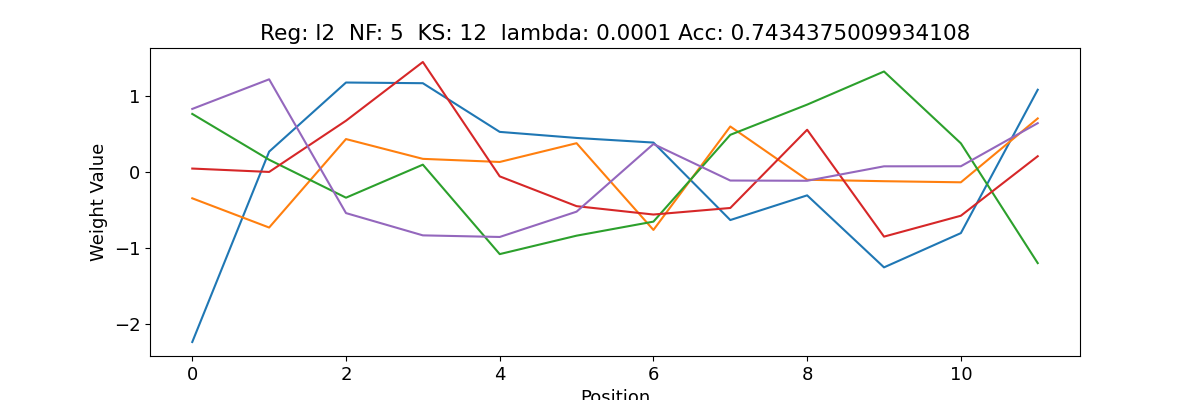 Reg: l2  NF: 5  KS: 12  lambda: 0.0001 Acc: 0.7434375009934108
Weight Value
1
0
−1
−2
0 2 4 6 8 10
Position